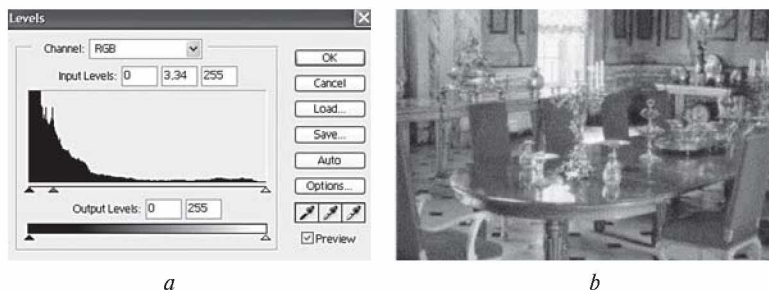 Levels
Channel: RGB
Input Levels: 0 3,34 255
Output Levels: 0 255
OK
Cancel
Load...
Save...
Auto
Options...
Preview
a
b